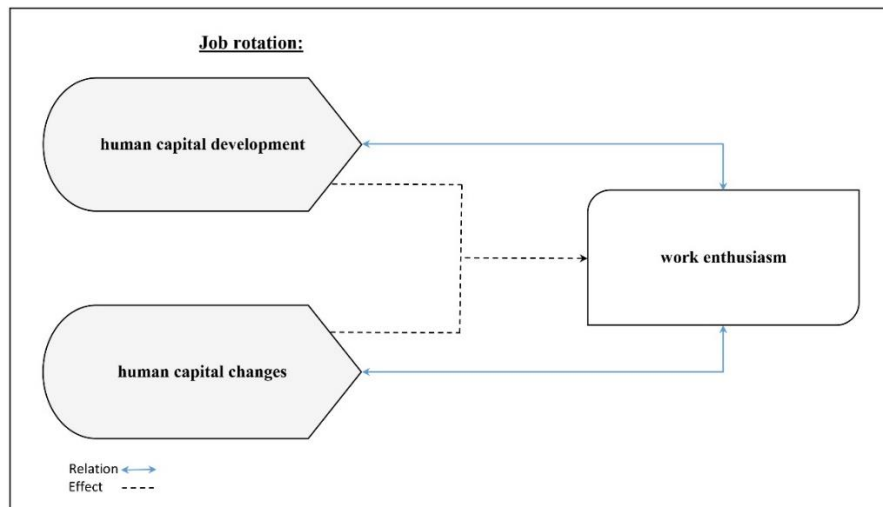 Job rotation:
human capital development
work enthusiasm
human capital changes
Relation
Effect